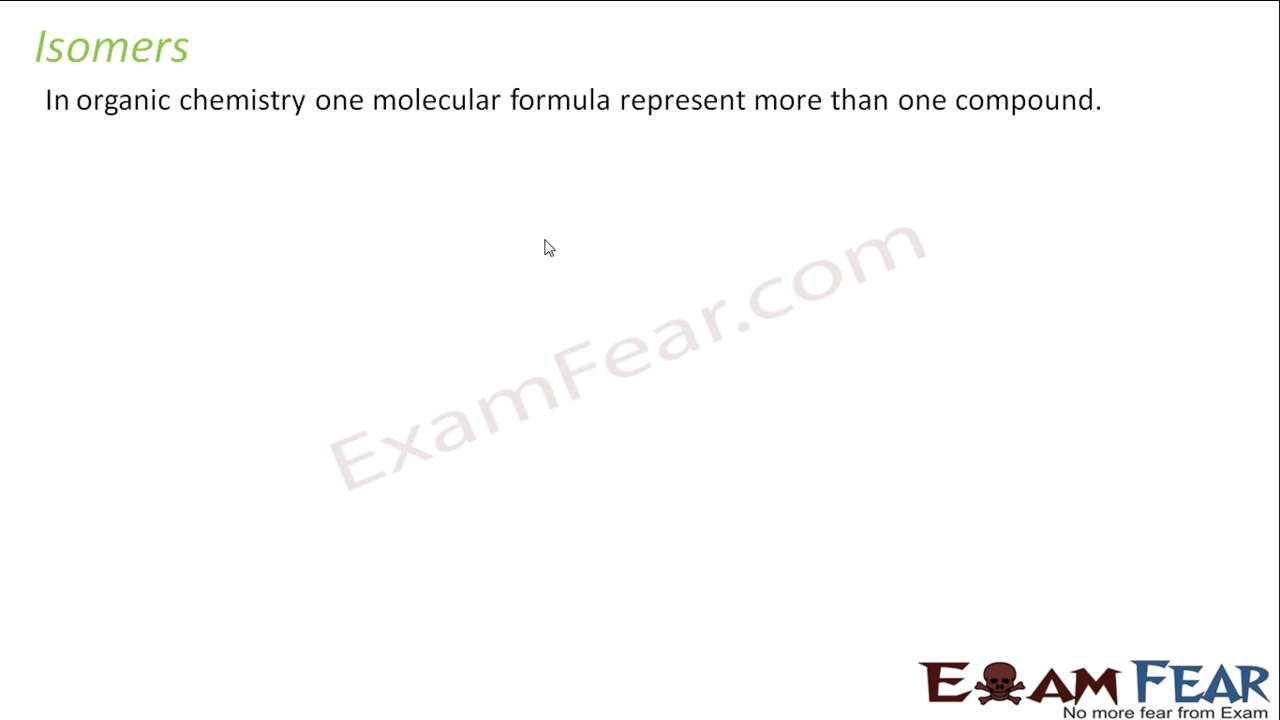 Isomers
In organic chemistry one molecular formula represent more than one compound.
ExamFear.com
EXAM FEAR
No more fear from Exam